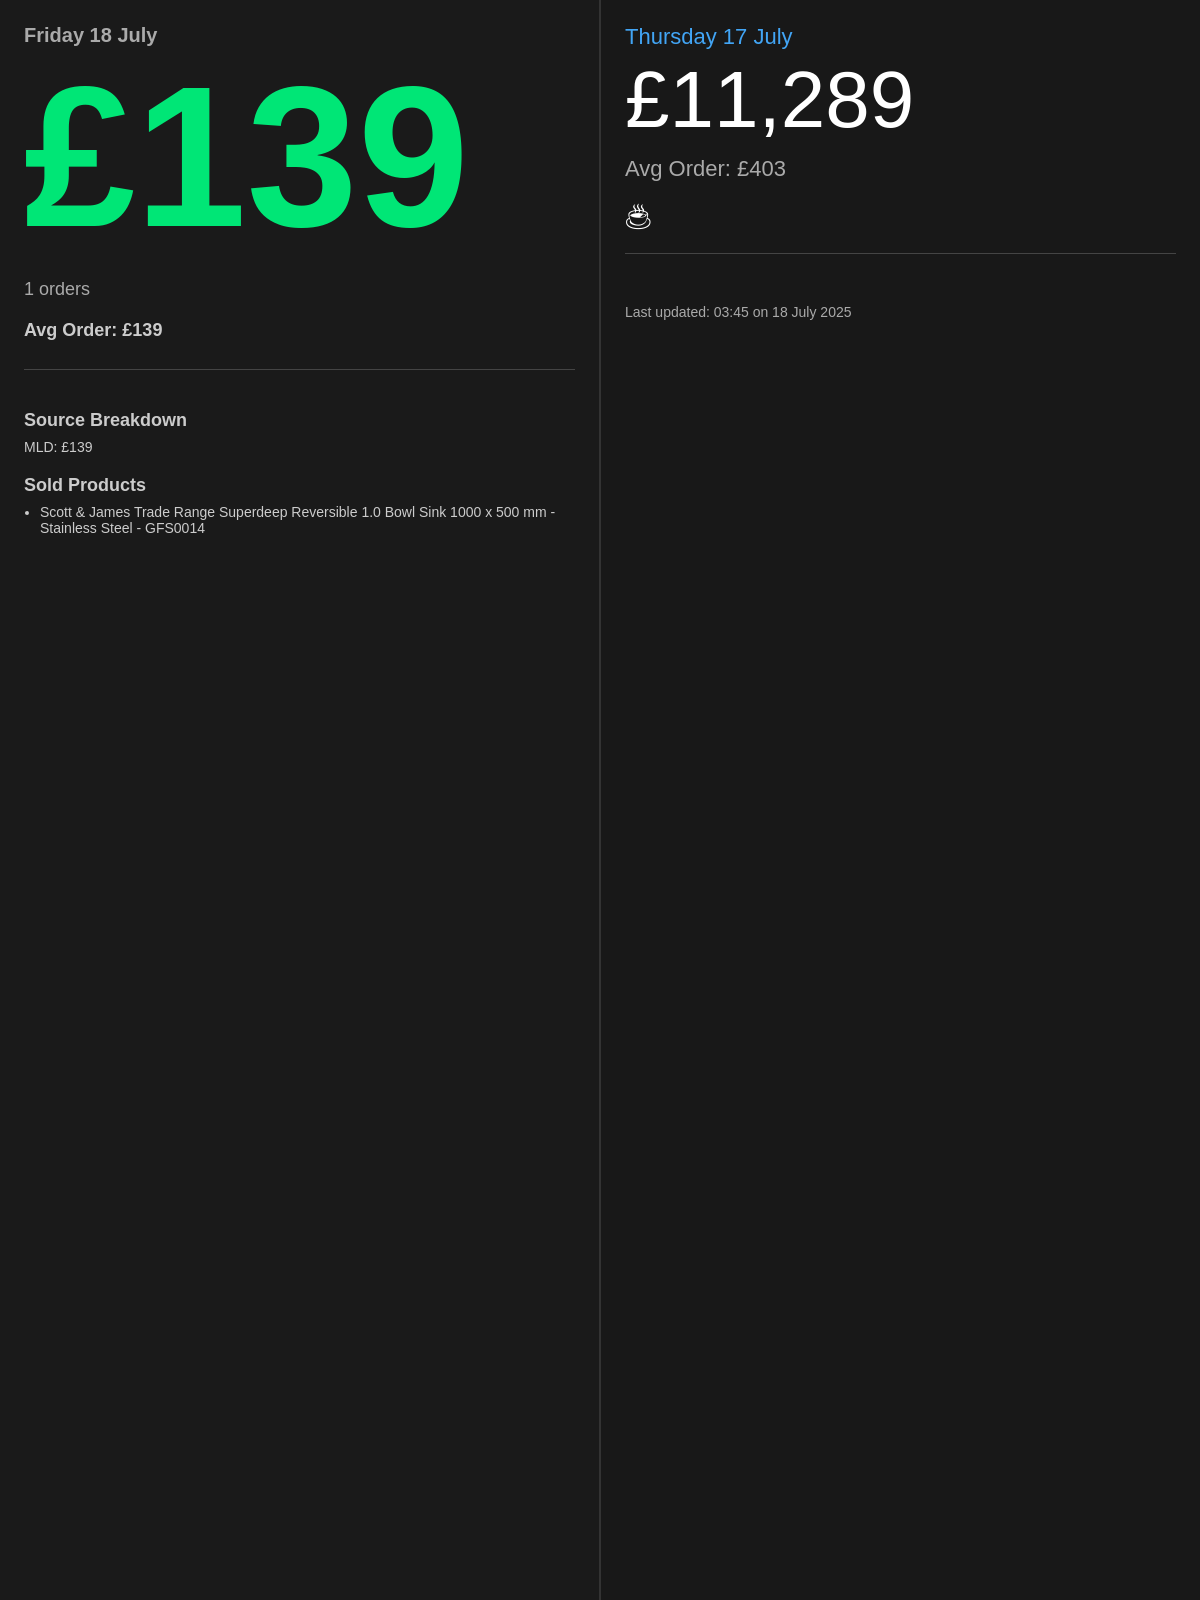 Friday 18 July
£139
1 orders
Avg Order: £139
Source Breakdown
MLD: £139
Sold Products
• Scott & James Trade Range Superdeep Reversible 1.0 Bowl Sink 1000 x 500 mm -
Stainless Steel - GFS0014
Thursday 17 July
£11,289
Avg Order: £403
☕
Last updated: 03:45 on 18 July 2025